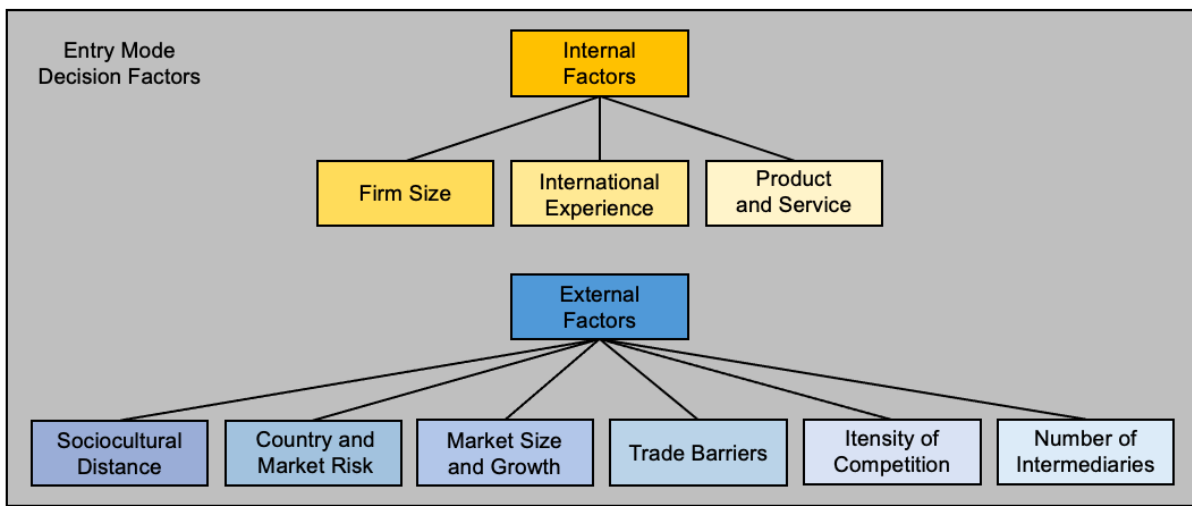 Entry Mode
Decision Factors
Internal
Factors
Firm Size
International
Experience
Product
and Service
External
Factors
Sociocultural
Distance
Country and
Market Risk
Market Size
and Growth
Trade Barriers
Itensity of
Competition
Number of
Intermediaries